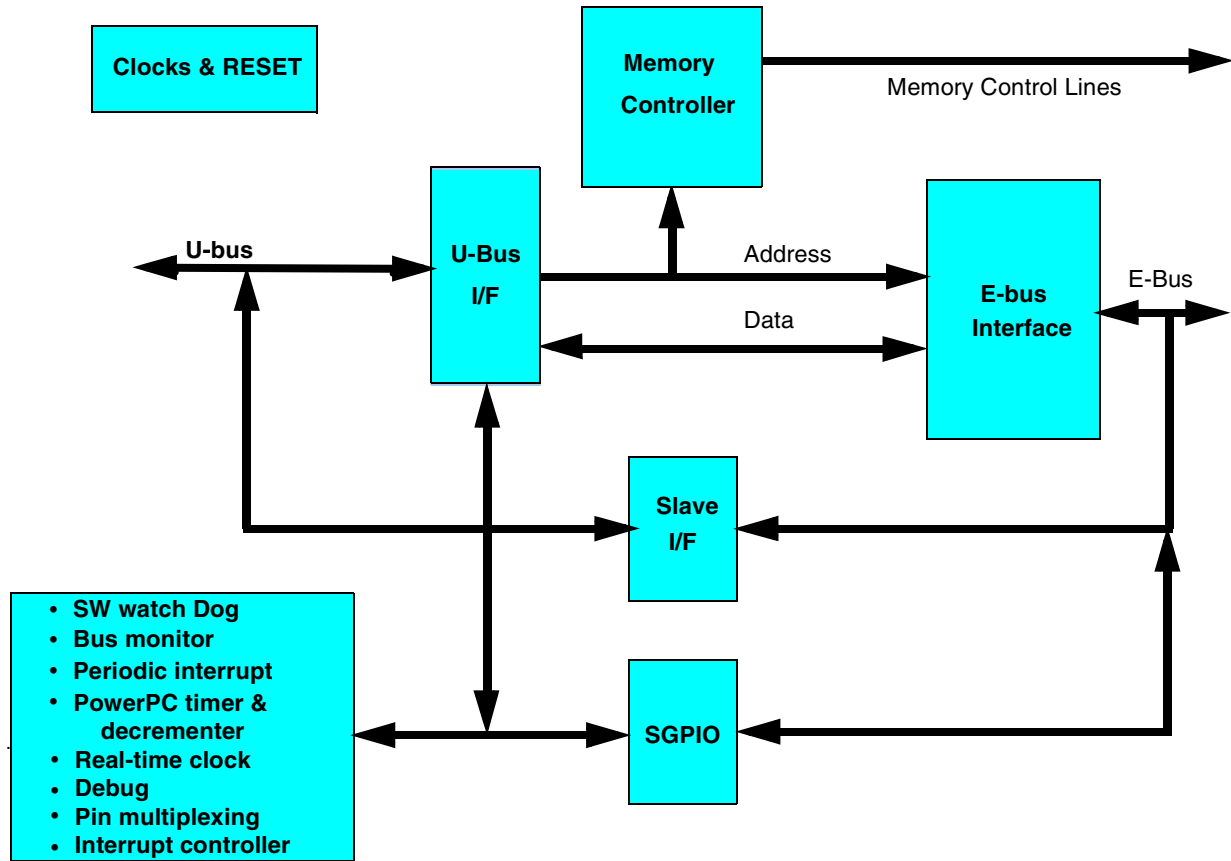 Clocks & RESET
Memory
Controller
Memory Control Lines
U-bus
U-Bus
I/F
Address
Data
E-bus
Interface
E-Bus
Slave
I/F
• SW watch Dog
• Bus monitor
• Periodic interrupt
• PowerPC timer &
decrementer
• Real-time clock
• Debug
• Pin multiplexing
• Interrupt controller
SGPIO